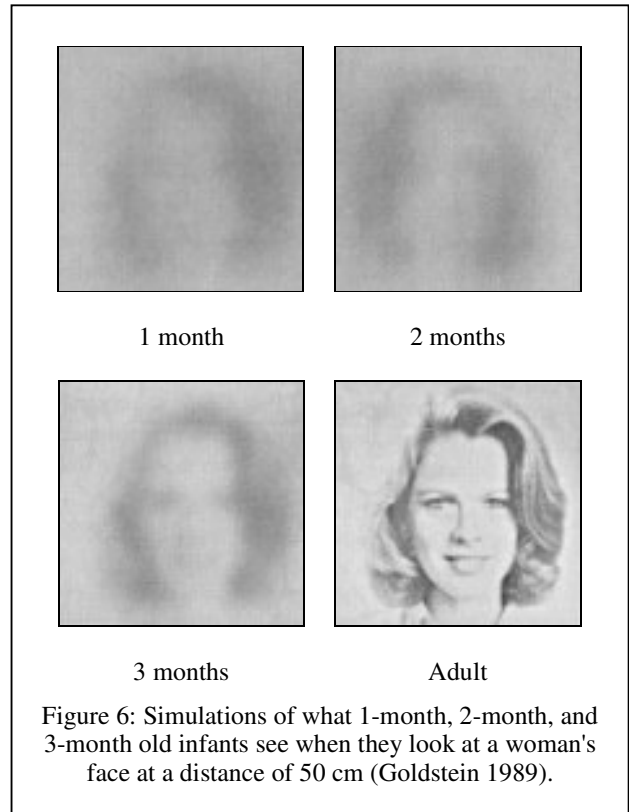 1 month
2 months
3 months
Adult
Figure 6: Simulations of what 1-month, 2-month, and
3-month old infants see when they look at a woman's
face at a distance of 50 cm (Goldstein 1989).